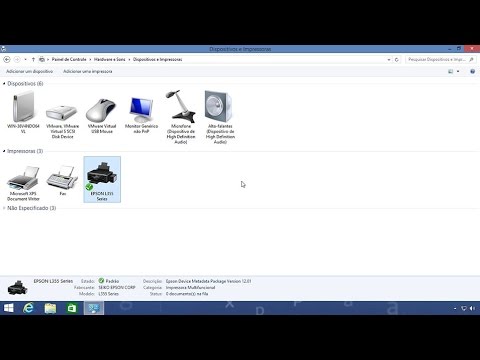 Dispositivos e Impressoras
Painel de Controle Hardware e Sons Dispositivos e Impressoras
Pesquisar Dispositivos e Impr...
Adicionar um dispositivo Adicionar uma impressora
Dispositivos (6)
VMware, VMware Virtual S SCSI Disk Device
VMware Virtual USB Mouse
Monitor Genérico não PnP
Microfone (Dispositivo de High Definition Audio)
Alto-falantes (Dispositivo de High Definition Audio)
Impressoras (3)
Microsoft XPS Document Writer
Fax
EPSON L355 Series
Não Especificado (3)
EPSON L355 Series
Estado: Padrão
Descrição: Epson Device Metadata Package Version 12.01
Fabricante: SEIKO EPSON CORP
Categoria: Impressora Multifuncional
Modelo: L355 Series
Status: 0 documento(s) na fila